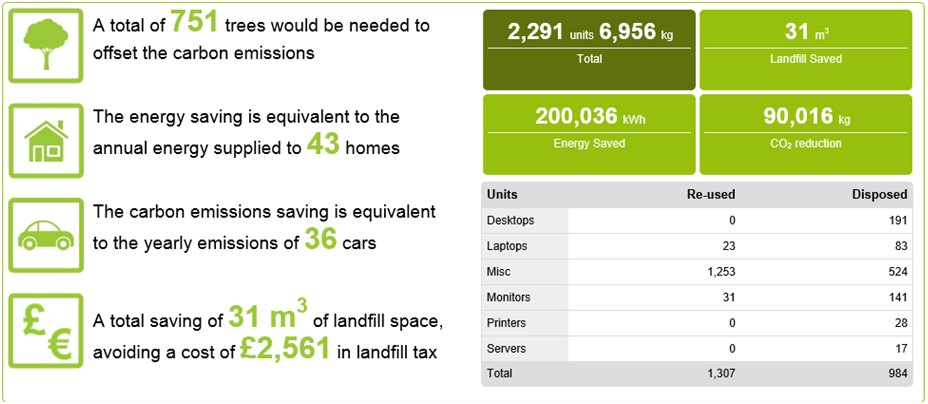 A total of 751 trees would be needed to
offset the carbon emissions
The energy saving is equivalent to the
annual energy supplied to 43 homes
The carbon emissions saving is equivalent
to the yearly emissions of 36 cars
£
€
A total saving of 31 m³ of landfill space,
avoiding a cost of £2,561 in landfill tax
2,291 units 6,956 kg
Total
31 m³
Landfill Saved
200,036 kWh
Energy Saved
90,016 kg
CO₂ reduction
Units Re-used Disposed
Desktops 0 191
Laptops 23 83
Misc 1,253 524
Monitors 31 141
Printers 0 28
Servers 0 17
Total 1,307 984